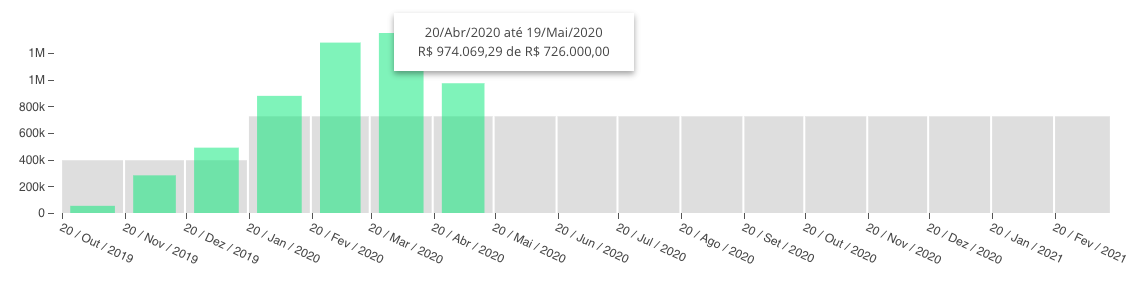 20/Abr/2020 até 19/Mai/2020
R$ 974.069,29 de R$ 726.000,00
1M
1M
800k
600k
400k
200k
0
20 / Out / 2019
20 / Nov / 2019
20 / Dez / 2019
20 / Jan / 2020
20 / Fev / 2020
20 / Mar / 2020
20 / Abr / 2020
20 / Mai / 2020
20 / Jun / 2020
20 / Jul / 2020
20 / Ago / 2020
20 / Set / 2020
20 / Out / 2020
20 / Nov / 2020
20 / Dez / 2020
20 / Jan / 2021
20 / Fev / 2021